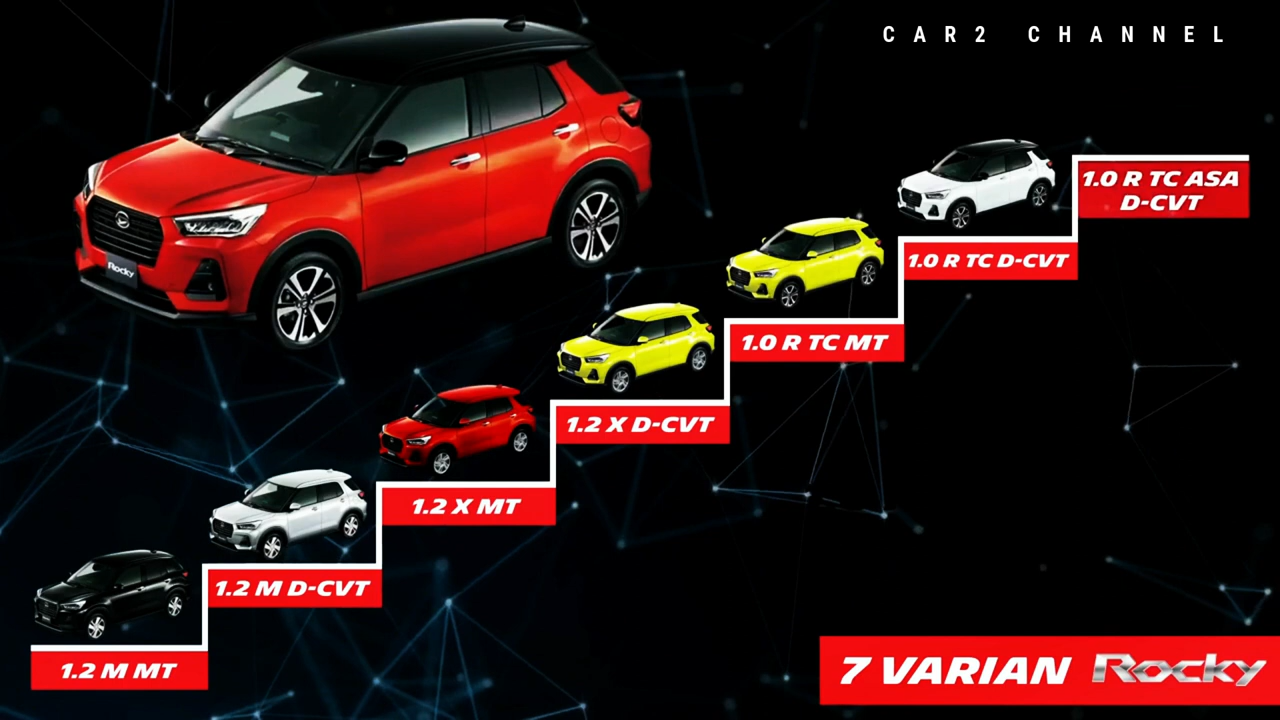 CAR2 CHANNEL
Rocky
1.0 R TC ASA
D-CVT
1.0 R TC D-CVT
1.0 R TC MT
1.2 X D-CVT
1.2 X MT
1.2 M D-CVT
1.2 M MT
7 VARIAN Rocky